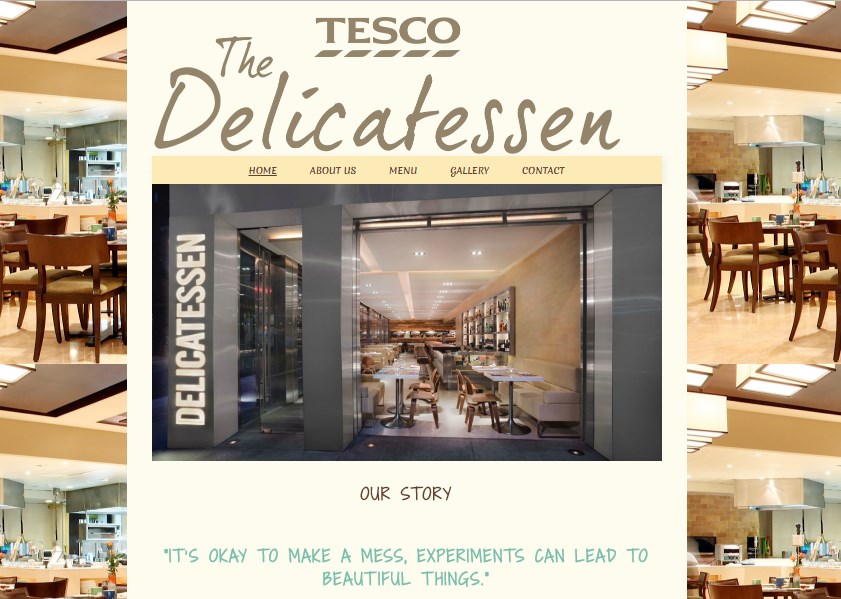 TESCO
The
Delicatessen
HOME ABOUT US MENU GALLERY CONTACT
DELICATESSEN
OUR STORY
"IT'S OKAY TO MAKE A MESS, EXPERIMENTS CAN LEAD TO
BEAUTIFUL THINGS."